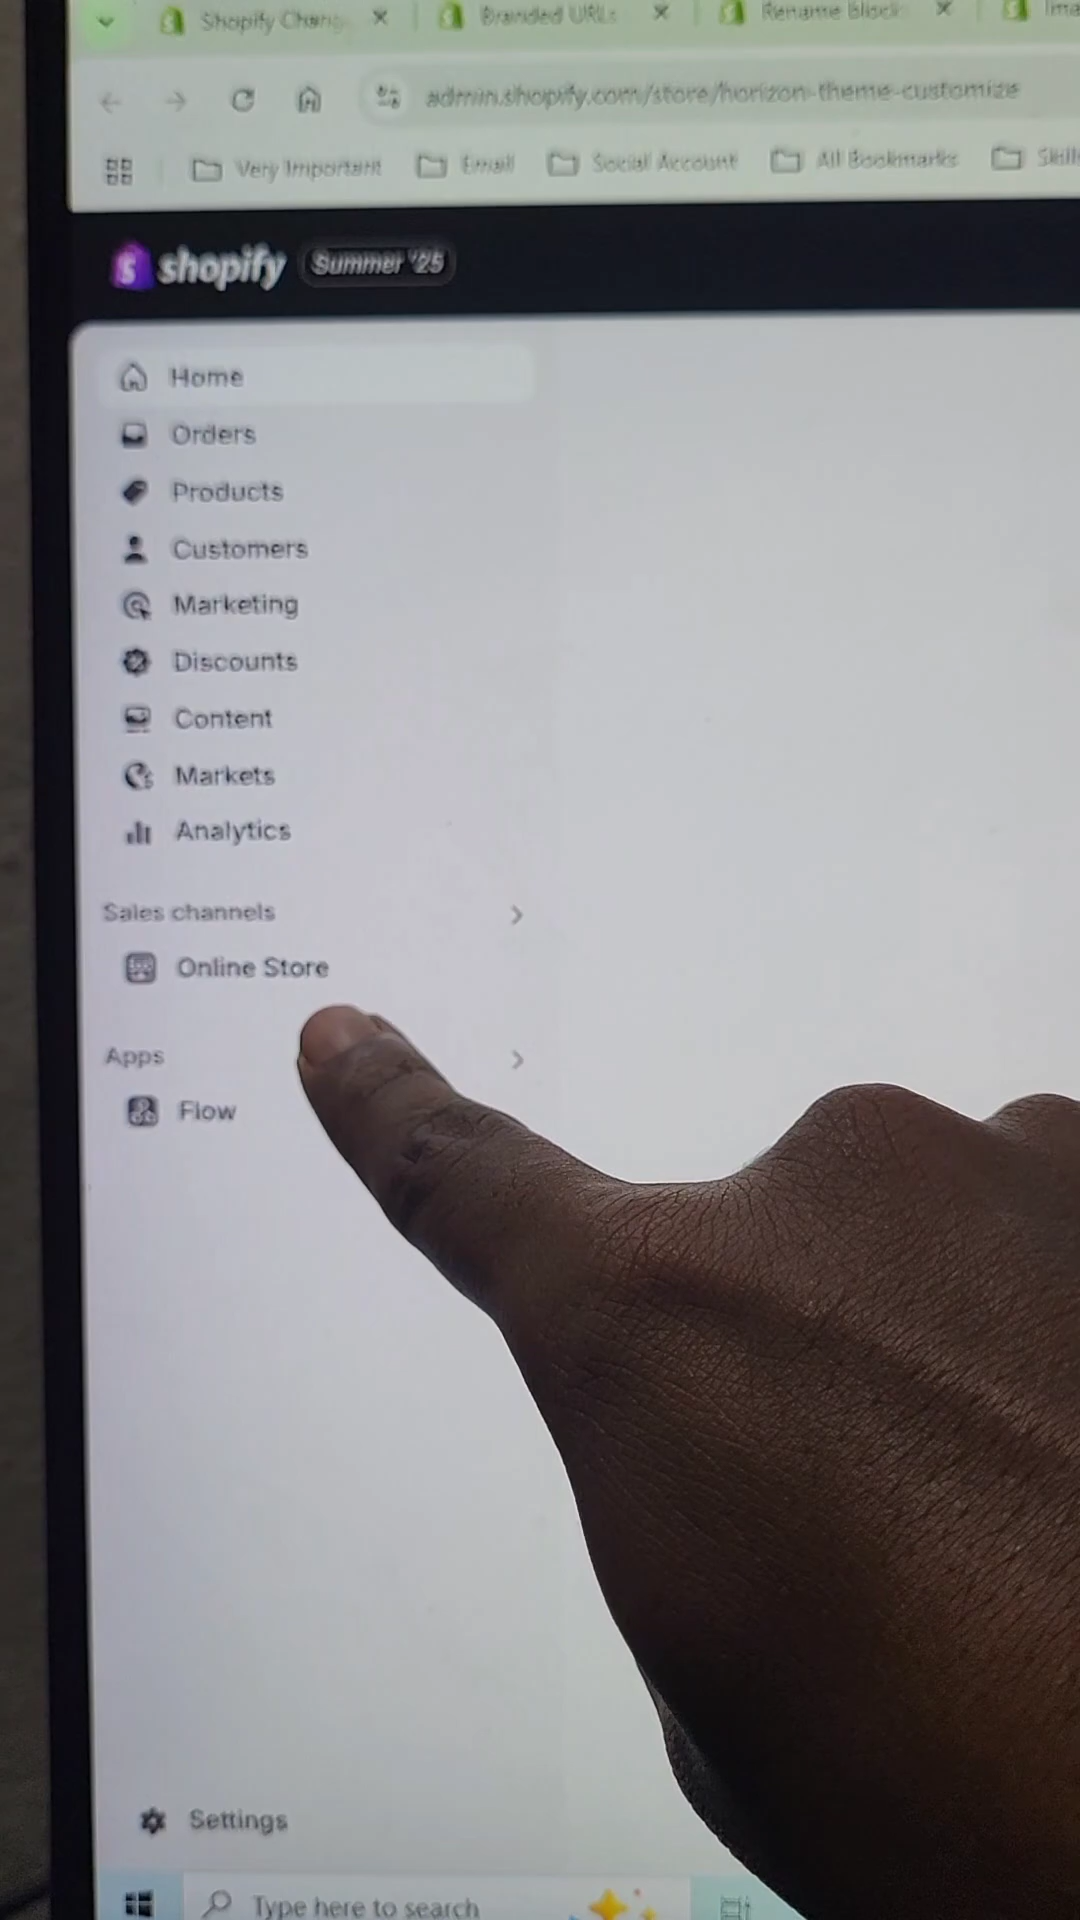 Shopify Chang
Branded URLs
Rename block
Ima
admin.shopify.com/store/horizon-theme-customize
Very Important
Email
Social Account
All Bookmarks
Skills
shopify
Summer '25
Home
Orders
Products
Customers
Marketing
Discounts
Content
Markets
Analytics
Sales channels
Online Store
Apps
Flow
Settings
Type here to search